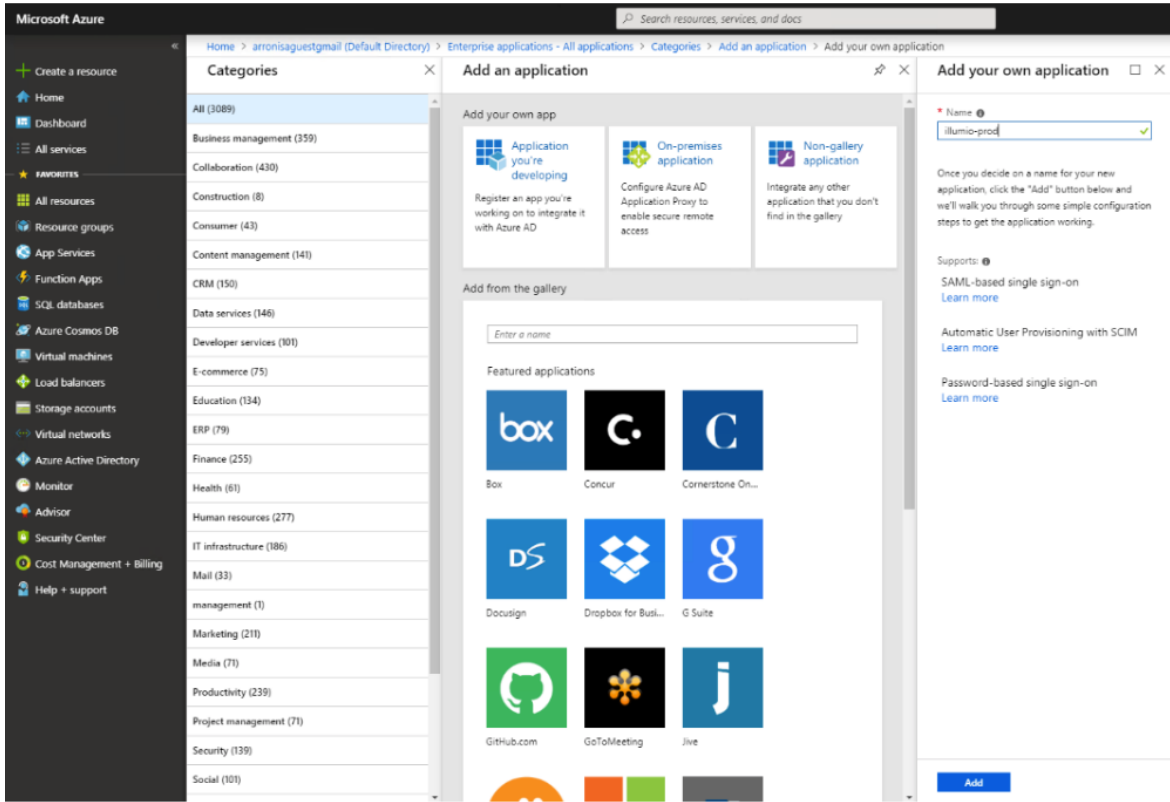 Microsoft Azure
Search resources, services, and docs
«
Home > arronisaguestgmail (Default Directory) > Enterprise applications - All applications > Categories > Add an application > Add your own application
Create a resource
Home
Dashboard
All services
FAVORITES
All resources
Resource groups
App Services
Function Apps
SQL databases
Azure Cosmos DB
Virtual machines
Load balancers
Storage accounts
Virtual networks
Azure Active Directory
Monitor
Advisor
Security Center
Cost Management + Billing
Help + support
Categories
All (3089)
Business management (359)
Collaboration (430)
Construction (8)
Consumer (43)
Content management (141)
CRM (150)
Data services (146)
Developer services (101)
E-commerce (75)
Education (134)
ERP (79)
Finance (255)
Health (61)
Human resources (277)
IT infrastructure (186)
Mail (33)
management (1)
Marketing (211)
Media (71)
Productivity (239)
Project management (71)
Security (139)
Social (101)
Add an application
Add your own app
Application
you're
developing
Register an app you're
working on to integrate it
with Azure AD
On-premises
application
Configure Azure AD
Application Proxy to
enable secure remote
access
Non-gallery
application
Integrate any other
application that you don't
find in the gallery
Add from the gallery
Enter a name
Featured applications
box
C.
C
Box
Concur
Cornerstone On...
DS
g
Docusign
Dropbox for Busi...
G Suite
j
GitHub.com
GoToMeeting
Jive
Add your own application
* Name
illumio-prod
Once you decide on a name for your new
application, click the "Add" button below and
we'll walk you through some simple configuration
steps to get the application working.
Supports:
SAML-based single sign-on
Learn more
Automatic User Provisioning with SCIM
Learn more
Password-based single sign-on
Learn more
Add